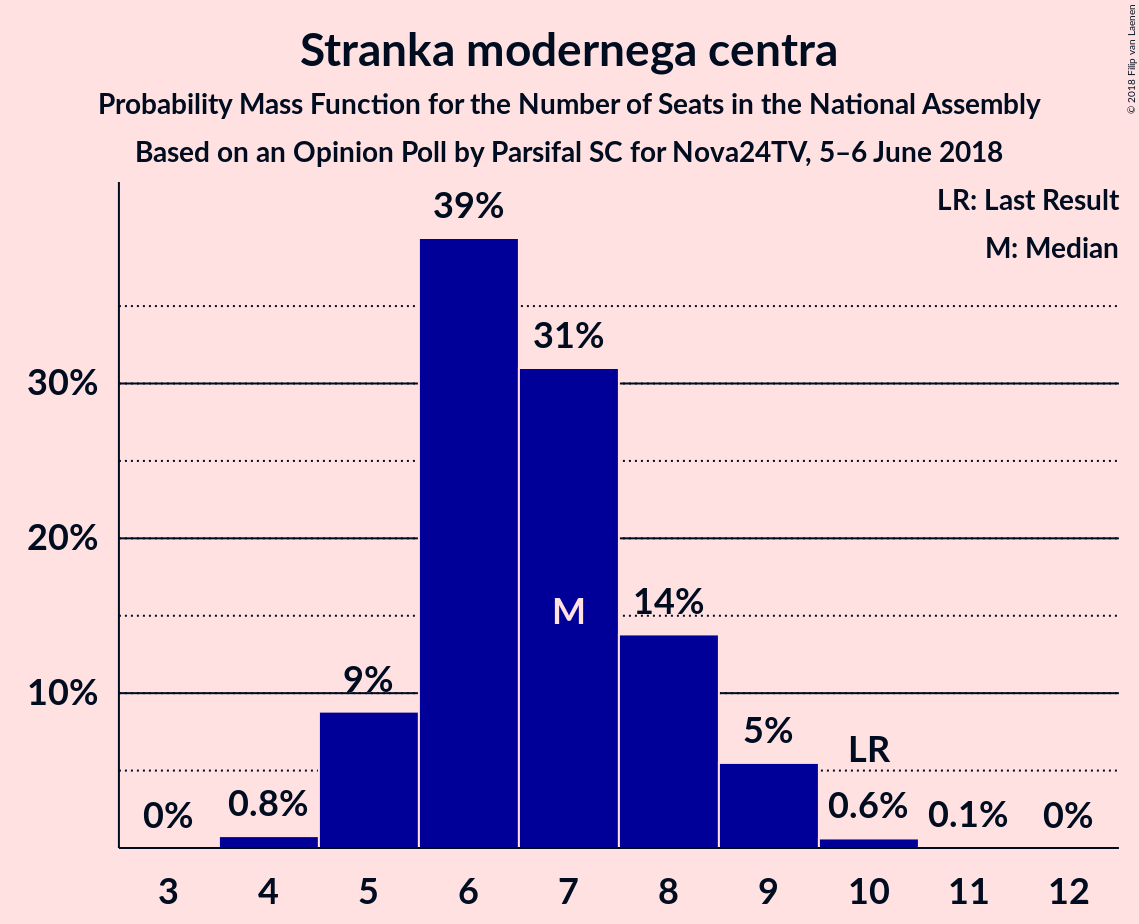 Stranka modernega centra
Probability Mass Function for the Number of Seats in the National Assembly
Based on an Opinion Poll by Parsifal SC for Nova24TV, 5–6 June 2018
© 2018 Filip van Laenen
LR: Last Result
M: Median
39%
31%
30%
20%
M
14%
9%
10%
5%
LR
0%
0.8%
0.6%
0.1%
0%
3 4 5 6 7 8 9 10 11 12